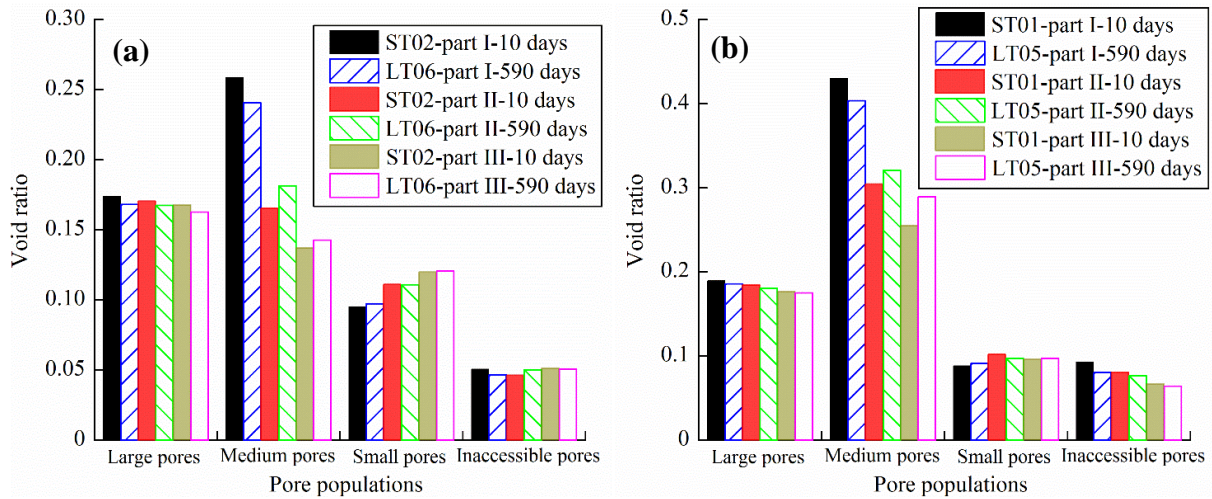 (a)
ST02-part I-10 days
LT06-part I-590 days
ST02-part II-10 days
LT06-part II-590 days
ST02-part III-10 days
LT06-part III-590 days
0.30
0.25
0.20
0.15
0.10
0.05
0
Void ratio
Large pores
Medium pores
Small pores
Inaccessible pores
Pore populations
(b)
ST01-part I-10 days
LT05-part I-590 days
ST01-part II-10 days
LT05-part II-590 days
ST01-part III-10 days
LT05-part III-590 days
0.5
0.4
0.3
0.2
0.1
0
Void ratio
Large pores
Medium pores
Small pores
Inaccessible pores
Pore populations